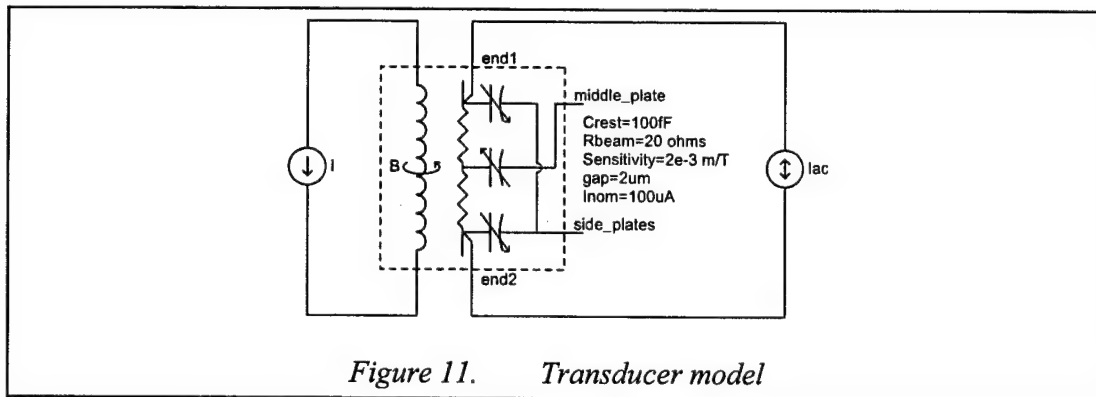 end1
middle_plate
Crest=100fF
Rbeam=20 ohms
Sensitivity=2e-3 m/T
gap=2um
Inom=100uA
I
B
Iac
side_plates
end2
Figure 11. Transducer model